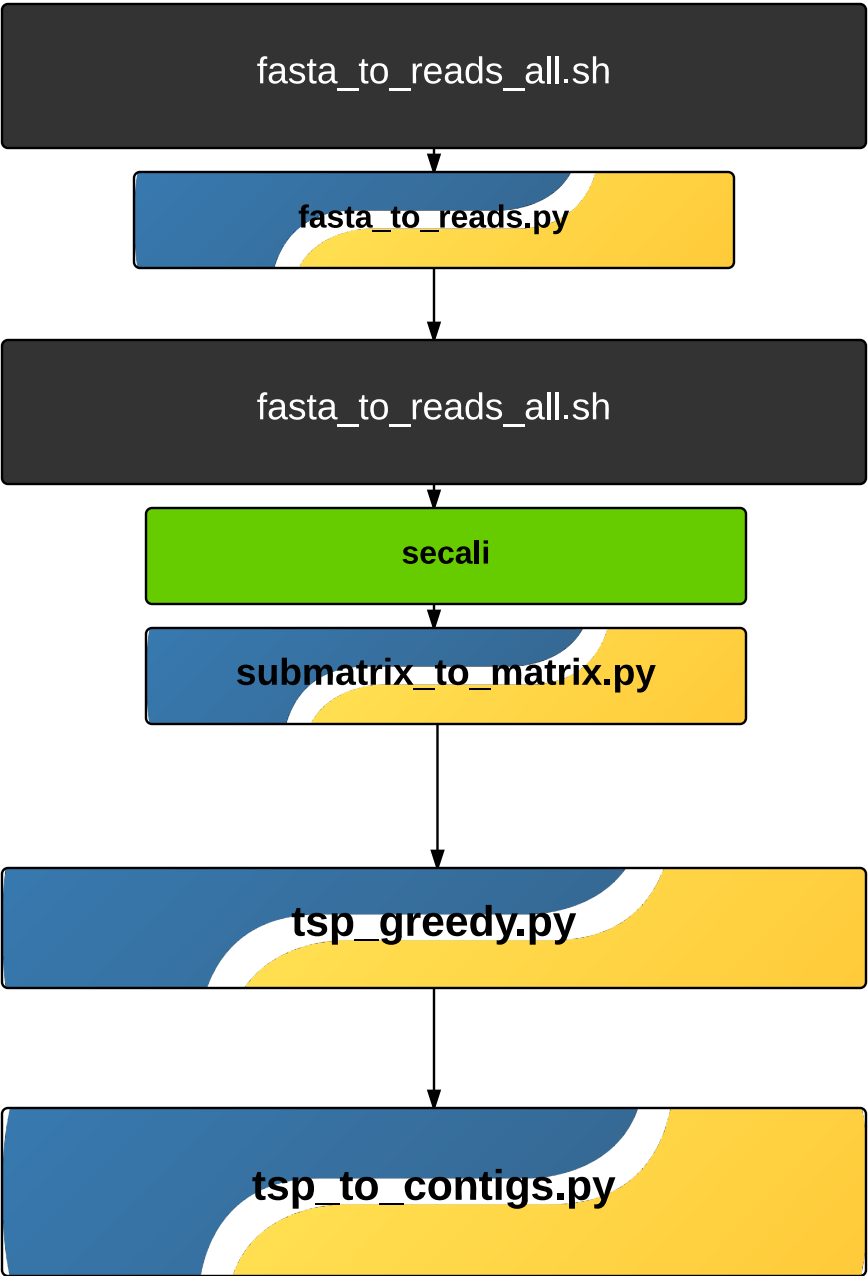 fasta_to_reads_all.sh
fasta_to_reads.py
fasta_to_reads_all.sh
secali
submatrix_to_matrix.py
tsp_greedy.py
tsp_to_contigs.py